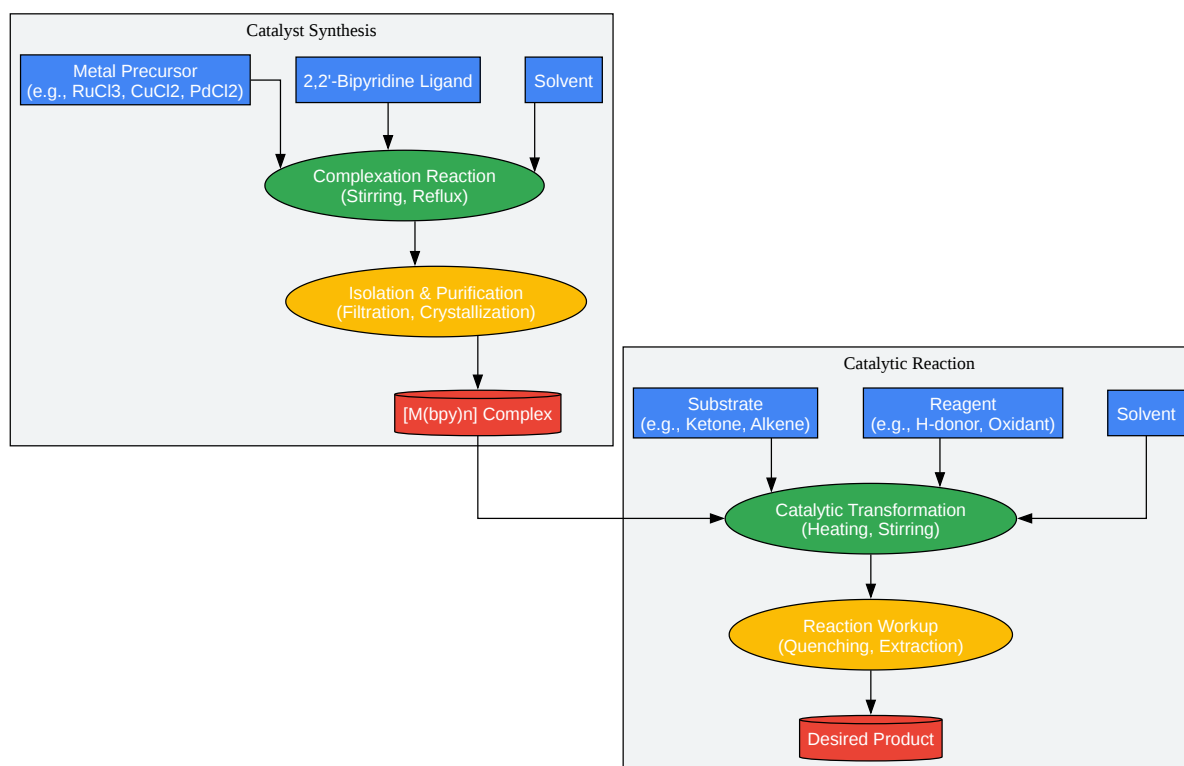 Catalyst Synthesis
Metal Precursor
(e.g., RuCl3, CuCl2, PdCl2)
2,2'-Bipyridine Ligand
Solvent
Complexation Reaction
(Stirring, Reflux)
Isolation & Purification
(Filtration, Crystallization)
[M(bpy)n] Complex
Catalytic Reaction
Substrate
(e.g., Ketone, Alkene)
Reagent
(e.g., H-donor, Oxidant)
Solvent
Catalytic Transformation
(Heating, Stirring)
Reaction Workup
(Quenching, Extraction)
Desired Product